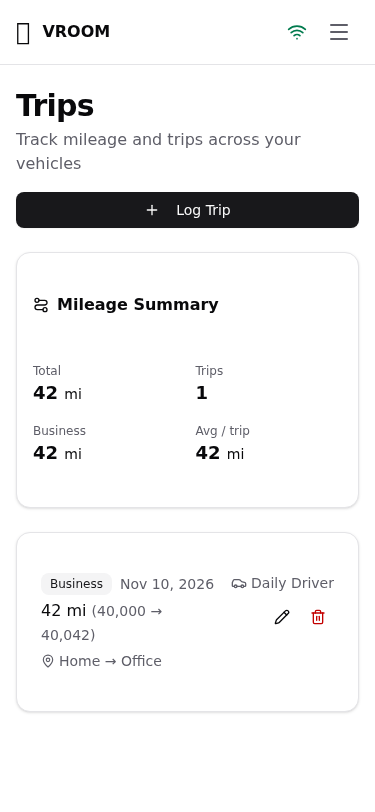 VROOM
Trips
Track mileage and trips across your
vehicles
Log Trip
Mileage Summary
Total
42 mi
Trips
1
Business
42 mi
Avg / trip
42 mi
Business Nov 10, 2026 Daily Driver
42 mi (40,000 →
40,042)
Home → Office